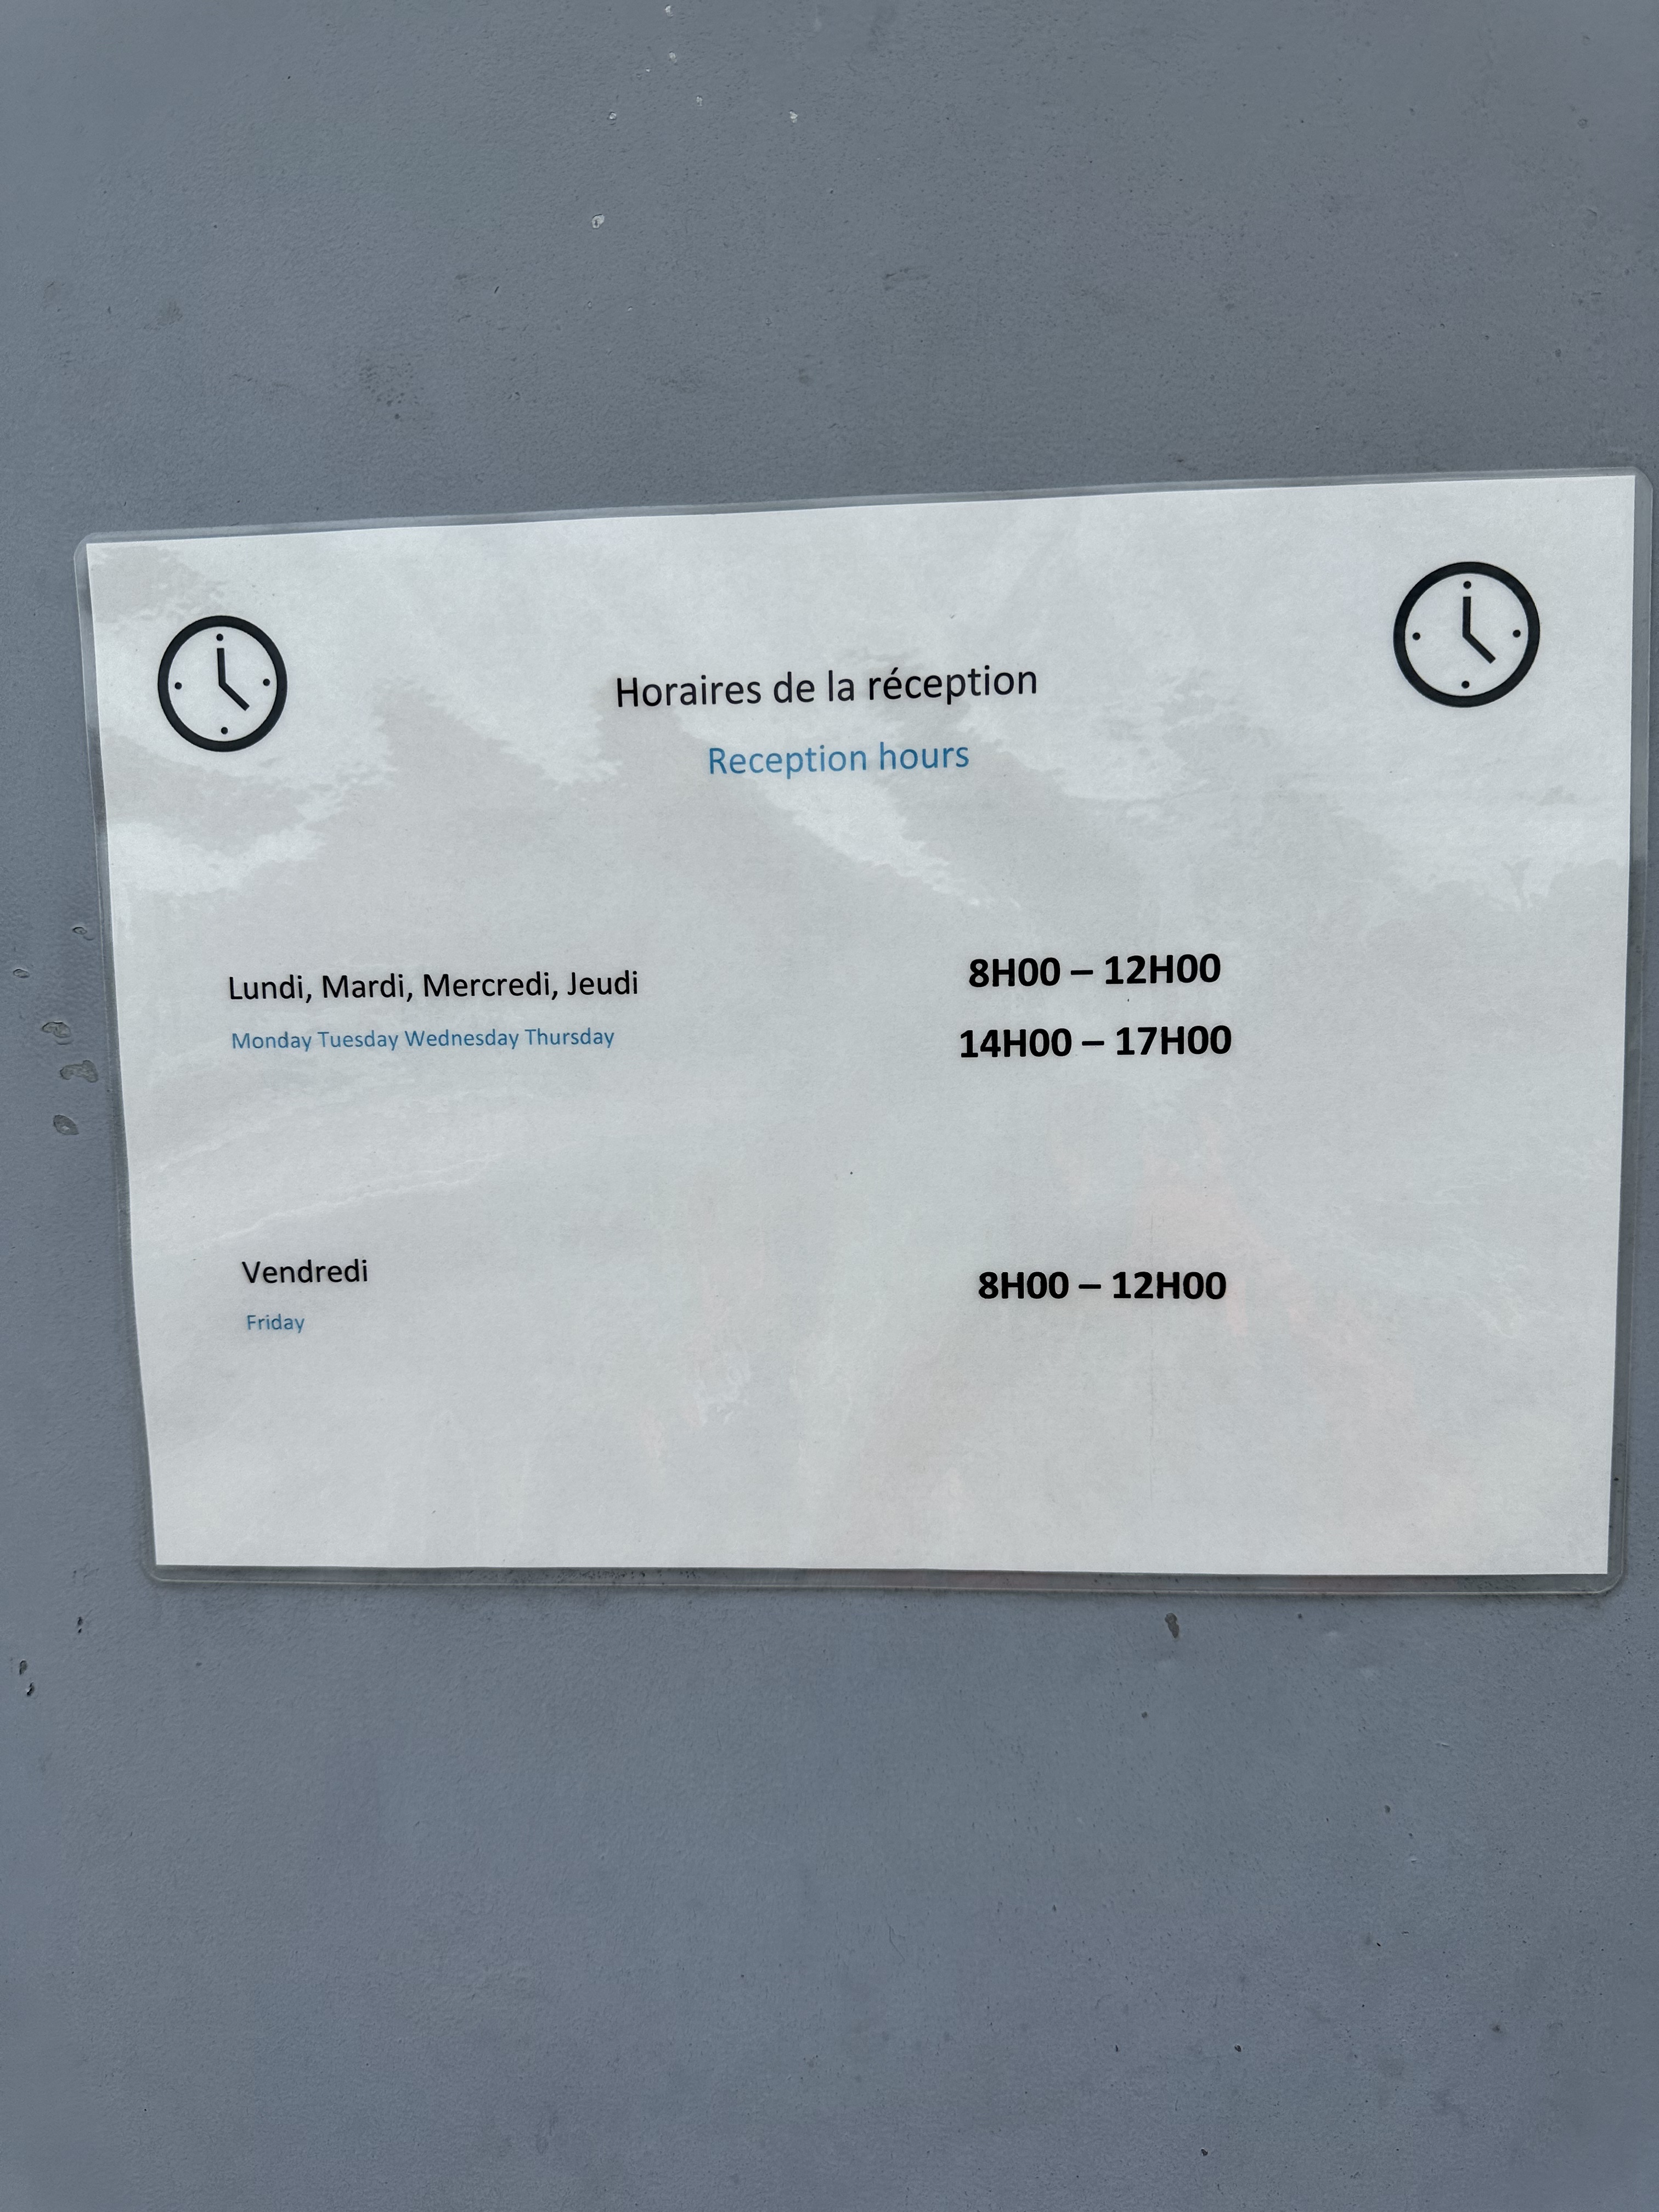 Horaires de la réception
Reception hours
Lundi, Mardi, Mercredi, Jeudi
Monday Tuesday Wednesday Thursday
8H00 – 12H00
14H00 – 17H00
Vendredi
Friday
8H00 – 12H00